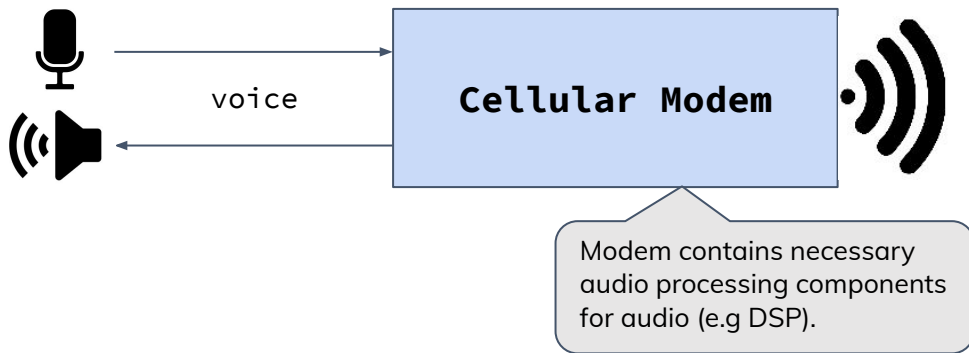 voice
Cellular Modem
Modem contains necessary
audio processing components
for audio (e.g DSP).